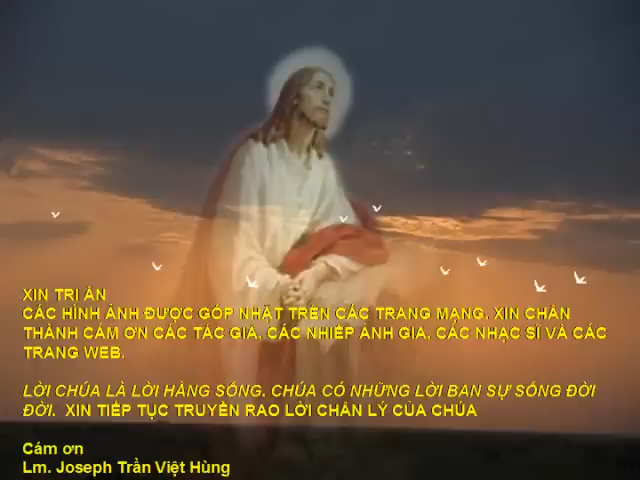 XIN TRI ÂN
CÁC HÌNH ẢNH ĐƯỢC GÓP NHẶT TRÊN CÁC TRANG MẠNG. XIN CHÂN
THÀNH CÁM ƠN CÁC TÁC GIẢ, CÁC NHIẾP ẢNH GIA, CÁC NHẠC SĨ VÀ CÁC
TRANG WEB.
LỜI CHÚA LÀ LỜI HẰNG SỐNG. CHÚA CÓ NHỮNG LỜI BAN SỰ SỐNG ĐỜI
ĐỜI. XIN TIẾP TỤC TRUYỀN RAO LỜI CHÂN LÝ CỦA CHÚA
Cám ơn
Lm. Joseph Trần Việt Hùng